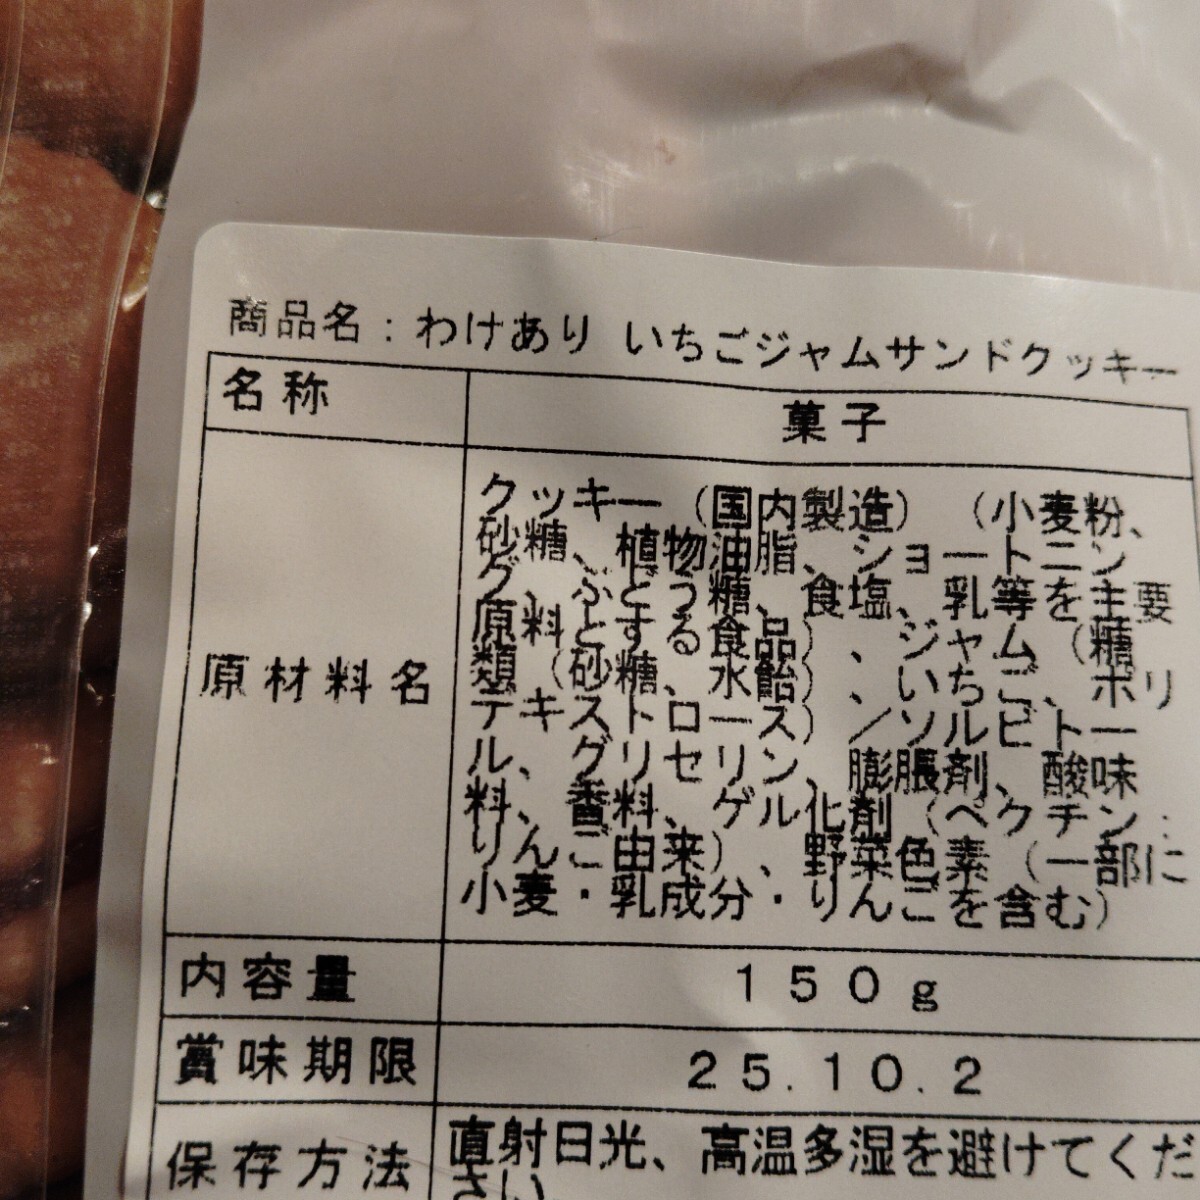 商品名：わけあり いちごジャムサンドクッキー
名称
菓子
原材料名
クッキー（国内製造）（小麦粉、
砂糖、植物油脂、ショートニン
グ、ぶどう糖、食塩、乳等を主要
原料とする食品）、ジャム（糖
類（砂糖、水飴）、いちご、ポリ
デキストロース）／ソルビトー
ル、グリセリン、膨脹剤、酸味
料、香料、ゲル化剤（ペクチン：
りんご由来）、野菜色素（一部に
小麦・乳成分・りんごを含む）
内容量
150g
賞味期限
25.10.2
保存方法
直射日光、高温多湿を避けてくだ
さい。